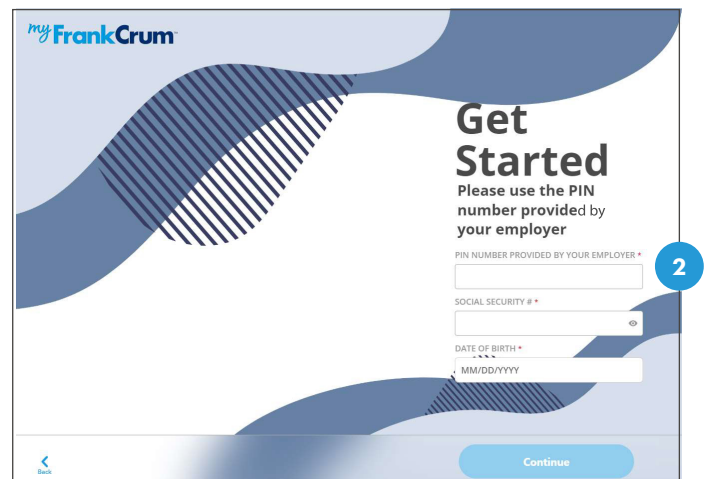 myFrankCrum
Get
Started
Please use the PIN
number provided by
your employer
PIN NUMBER PROVIDED BY YOUR EMPLOYER *
2
SOCIAL SECURITY # *
DATE OF BIRTH *
MM/DD/YYYY
Back
Continue